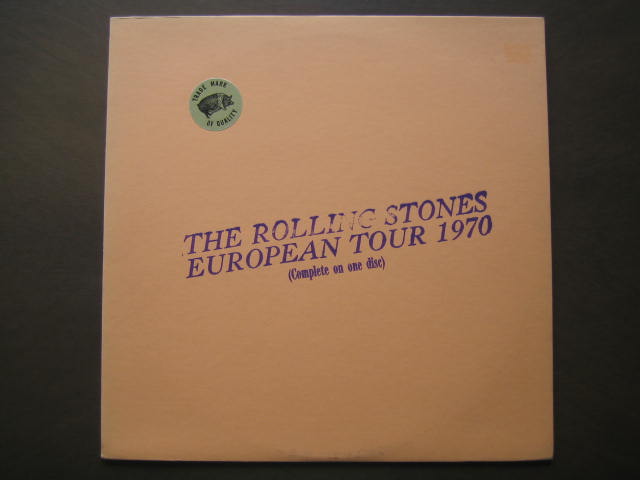 TRADE MARK
OF QUALITY
THE ROLLING STONES
EUROPEAN TOUR 1970
(Complete on one disc)